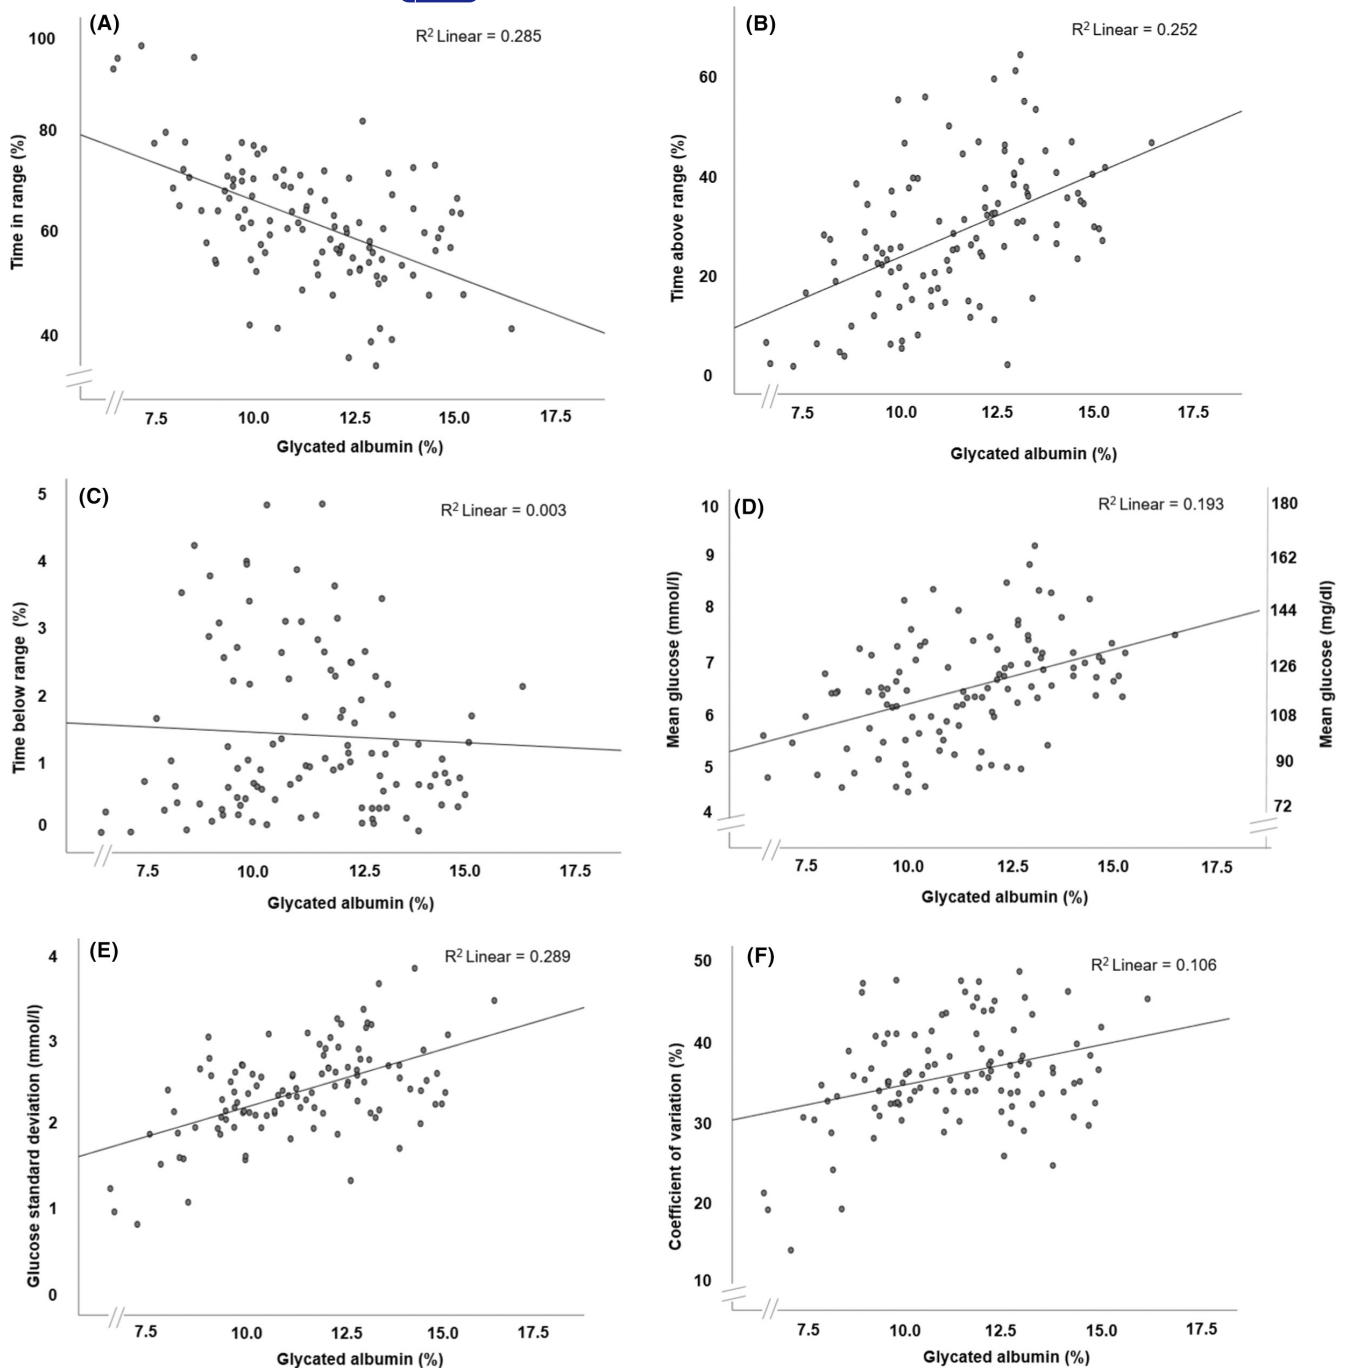 (A)
R² Linear = 0.285
100
80
60
40
Time in range (%)
7.5 10.0 12.5 15.0 17.5
Glycated albumin (%)
(B)
R² Linear = 0.252
60
40
20
0
Time above range (%)
7.5 10.0 12.5 15.0 17.5
Glycated albumin (%)
(C)
R² Linear = 0.003
5
4
3
2
1
0
Time below range (%)
7.5 10.0 12.5 15.0 17.5
Glycated albumin (%)
(D)
R² Linear = 0.193
10
9
8
7
6
5
4
Mean glucose (mmol/l)
180
162
144
126
108
90
72
Mean glucose (mg/dl)
7.5 10.0 12.5 15.0 17.5
Glycated albumin (%)
(E)
R² Linear = 0.289
4
3
2
1
0
Glucose standard deviation (mmol/l)
7.5 10.0 12.5 15.0 17.5
Glycated albumin (%)
(F)
R² Linear = 0.106
50
40
30
20
10
Coefficient of variation (%)
7.5 10.0 12.5 15.0 17.5
Glycated albumin (%)